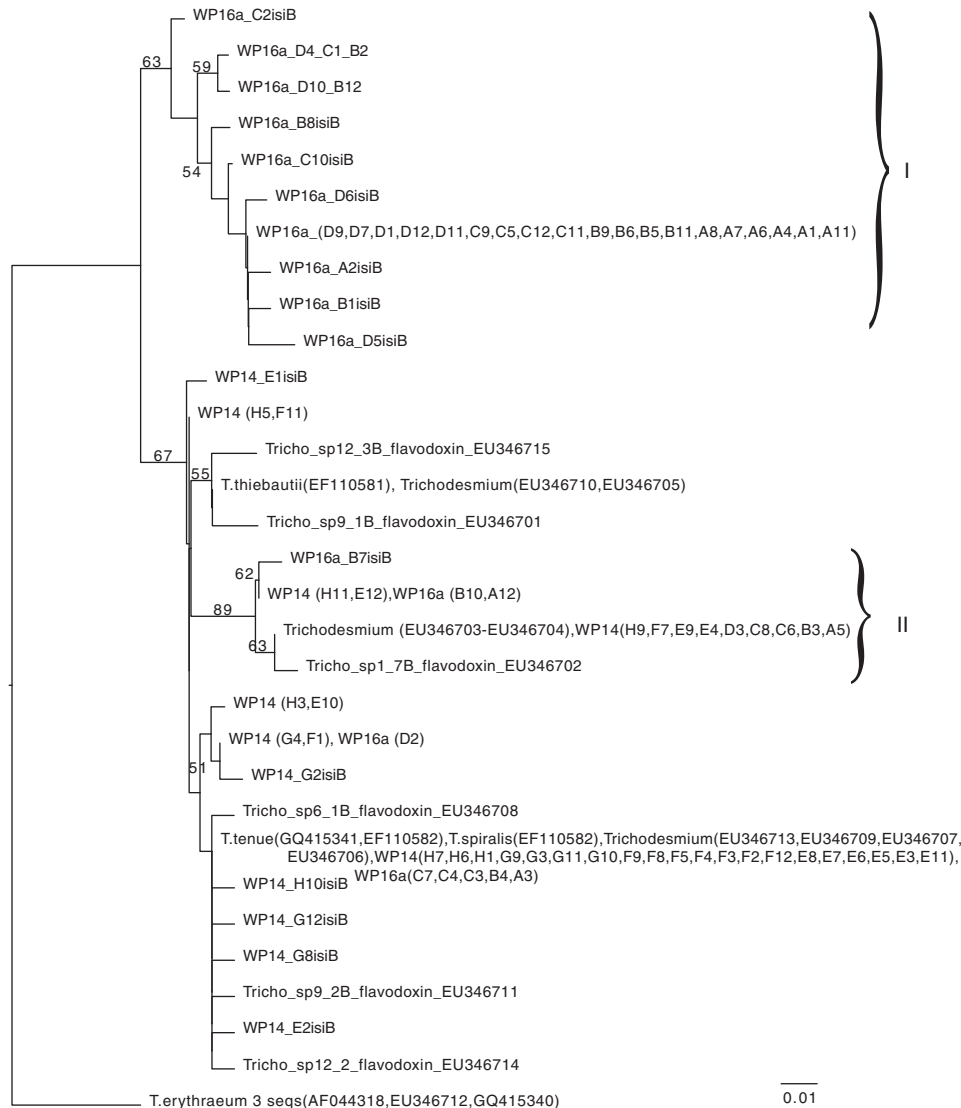 WP16a_C2isiB
63
WP16a_D4_C1_B2
59
WP16a_D10_B12
WP16a_B8isiB
WP16a_C10isiB
54
I
WP16a_D6isiB
WP16a_(D9,D7,D1,D12,D11,C9,C5,C12,C11,B9,B6,B5,B11,A8,A7,A6,A4,A1,A11)
WP16a_A2isiB
WP16a_B1isiB
WP16a_D5isiB
WP14_E1isiB
WP14 (H5,F11)
Tricho_sp12_3B_flavodoxin_EU346715
67
55
T.thiebautii(EF110581), Trichodesmium(EU346710,EU346705)
Tricho_sp9_1B_flavodoxin_EU346701
WP16a_B7isiB
62
WP14 (H11,E12),WP16a (B10,A12)
89
II
Trichodesmium (EU346703-EU346704),WP14(H9,F7,E9,E4,D3,C8,C6,B3,A5)
63
Tricho_sp1_7B_flavodoxin_EU346702
WP14 (H3,E10)
WP14 (G4,F1), WP16a (D2)
51
WP14_G2isiB
Tricho_sp6_1B_flavodoxin_EU346708
T.tenue(GQ415341,EF110582),T.spiralis(EF110582),Trichodesmium(EU346713,EU346709,EU346707,
EU346706),WP14(H7,H6,H1,G9,G3,G11,G10,F9,F8,F5,F4,F3,F2,F12,E8,E7,E6,E5,E3,E11),
WP16a(C7,C4,C3,B4,A3)
WP14_H10isiB
WP14_G12isiB
WP14_G8isiB
Tricho_sp9_2B_flavodoxin_EU346711
WP14_E2isiB
Tricho_sp12_2_flavodoxin_EU346714
0.01
T.erythraeum 3 seqs(AF044318,EU346712,GQ415340)